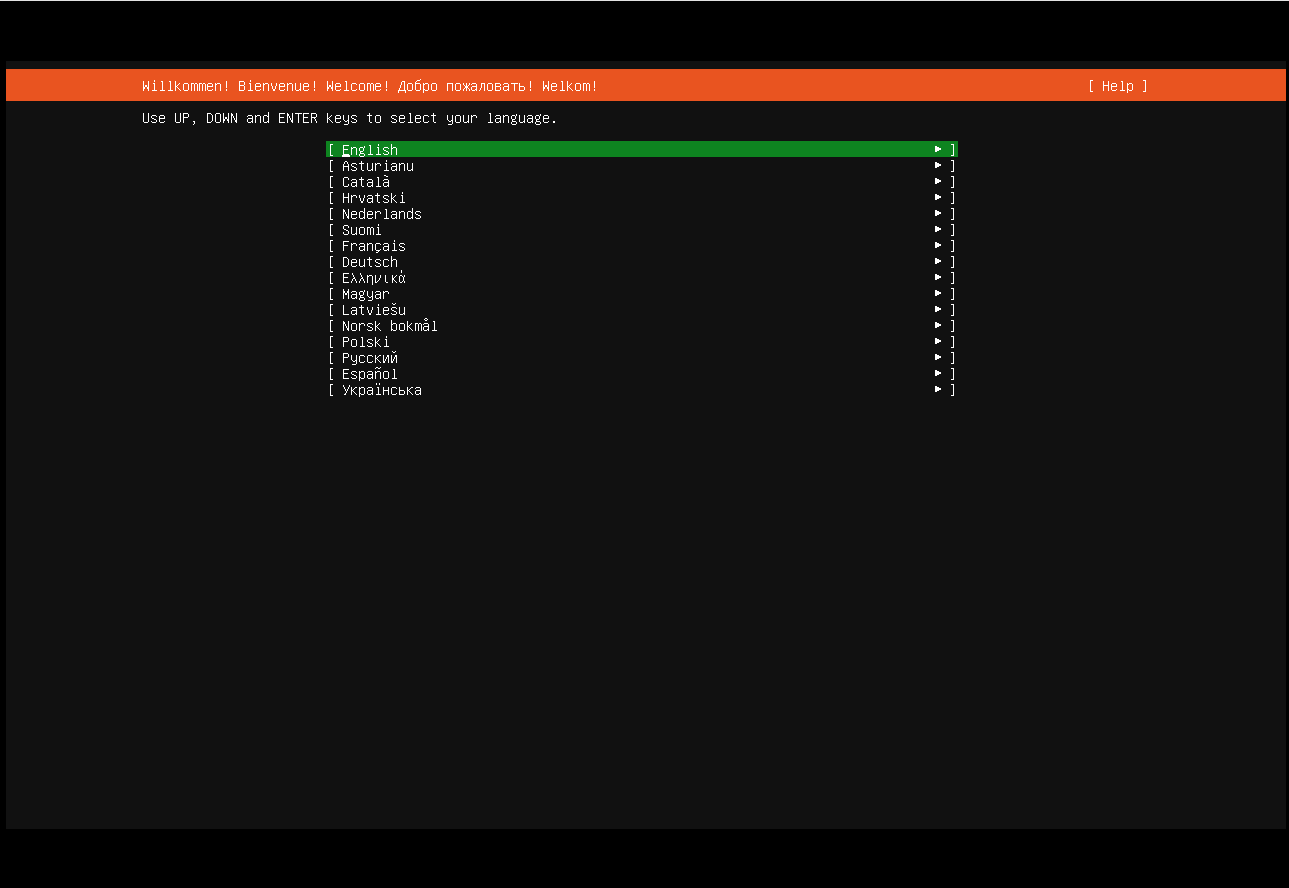 Willkommen! Bienvenue! Welcome! Добро пожаловать! Welkom! [ Help ]
Use UP, DOWN and ENTER keys to select your language.
[ English ► ]
[ Asturianu ► ]
[ Català ► ]
[ Hrvatski ► ]
[ Nederlands ► ]
[ Suomi ► ]
[ Français ► ]
[ Deutsch ► ]
[ Ελληνικά ► ]
[ Magyar ► ]
[ Latviešu ► ]
[ Norsk bokmål ► ]
[ Polski ► ]
[ Русский ► ]
[ Español ► ]
[ Українська ► ]